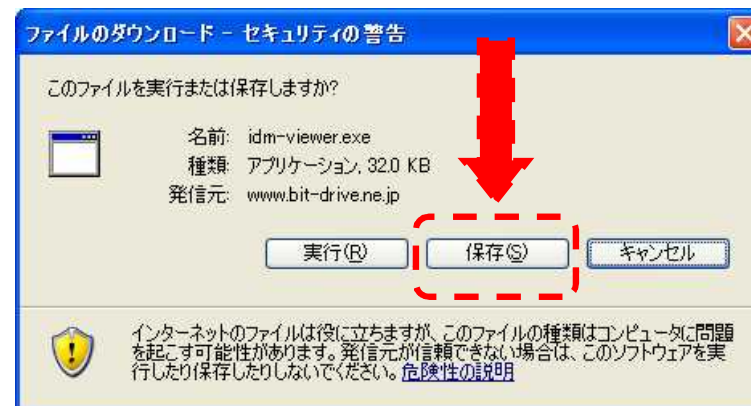 ファイルのダウンロード - セキュリティの警告
このファイルを実行または保存しますか?
名前: idm-viewer.exe
種類: アプリケーション, 32.0 KB
発信元: www.bit-drive.ne.jp
実行(R) 保存(S) キャンセル
インターネットのファイルは役に立ちますが、このファイルの種類はコンピュータに問題
を起こす可能性があります。発信元が信頼できない場合は、このソフトウェアを実
行したり保存したりしないでください。危険性の説明